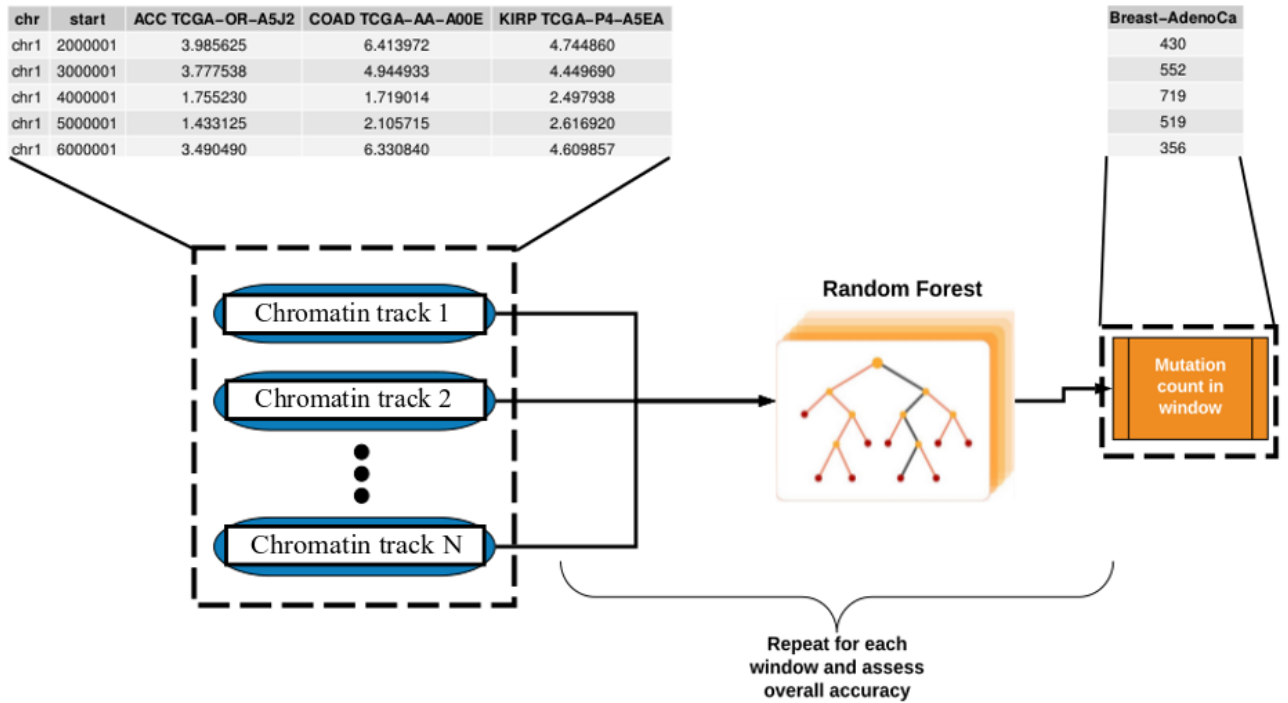 chr start ACC TCGA−OR−A5J2 COAD TCGA−AA−A00E KIRP TCGA−P4−A5EA
chr1 2000001 3.985625 6.413972 4.744860
chr1 3000001 3.777538 4.944933 4.449690
chr1 4000001 1.755230 1.719014 2.497938
chr1 5000001 1.433125 2.105715 2.616920
chr1 6000001 3.490490 6.330840 4.609857
Breast−AdenoCa
430
552
719
519
356
Chromatin track 1
Chromatin track 2
Chromatin track N
Random Forest
Mutation
count in
window
Repeat for each
window and assess
overall accuracy